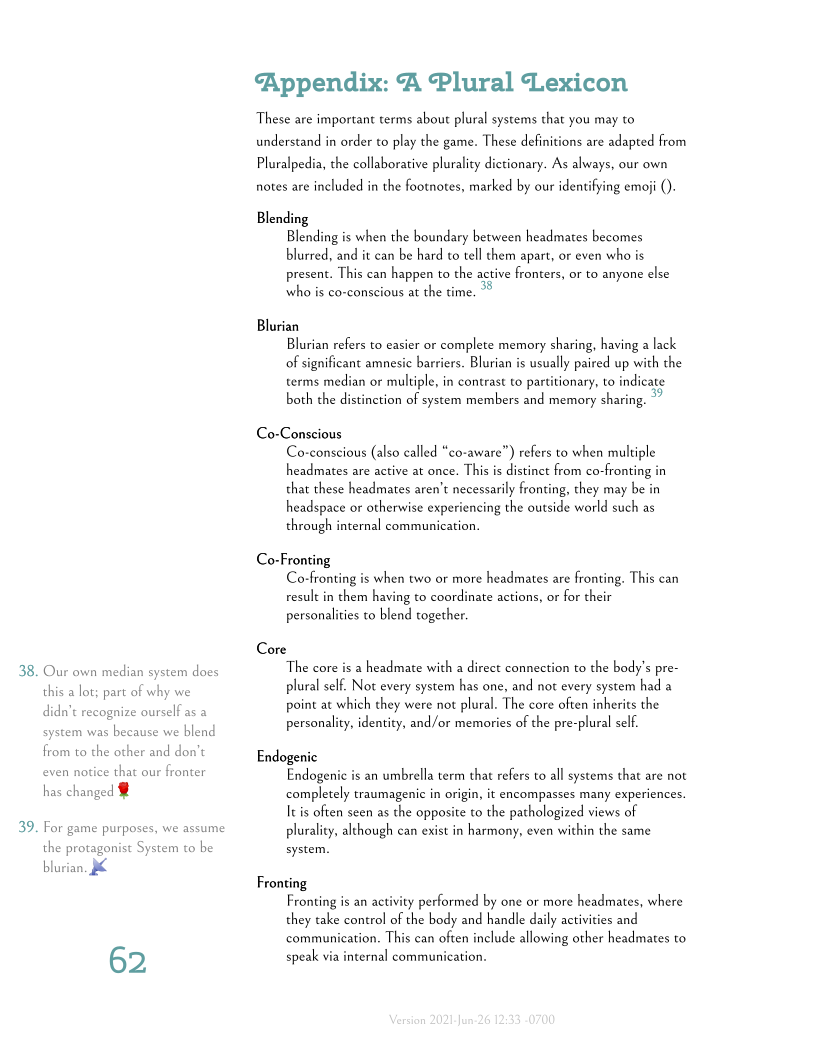 Appendix: A Plural Lexicon
These are important terms about plural systems that you may to
understand in order to play the game. These definitions are adapted from
Pluralpedia, the collaborative plurality dictionary. As always, our own
notes are included in the footnotes, marked by our identifying emoji ().
Blending
Blending is when the boundary between headmates becomes
blurred, and it can be hard to tell them apart, or even who is
present. This can happen to the active fronters, or to anyone else
who is co-conscious at the time. 38
Blurian
Blurian refers to easier or complete memory sharing, having a lack
of significant amnesic barriers. Blurian is usually paired up with the
terms median or multiple, in contrast to partitionary, to indicate
both the distinction of system members and memory sharing. 39
Co-Conscious
Co-conscious (also called “co-aware”) refers to when multiple
headmates are active at once. This is distinct from co-fronting in
that these headmates aren’t necessarily fronting, they may be in
headspace or otherwise experiencing the outside world such as
through internal communication.
Co-Fronting
Co-fronting is when two or more headmates are fronting. This can
result in them having to coordinate actions, or for their
personalities to blend together.
Core
The core is a headmate with a direct connection to the body’s pre-
plural self. Not every system has one, and not every system had a
point at which they were not plural. The core often inherits the
personality, identity, and/or memories of the pre-plural self.
Endogenic
Endogenic is an umbrella term that refers to all systems that are not
completely traumagenic in origin, it encompasses many experiences.
It is often seen as the opposite to the pathologized views of
plurality, although can exist in harmony, even within the same
system.
Fronting
Fronting is an activity performed by one or more headmates, where
they take control of the body and handle daily activities and
communication. This can often include allowing other headmates to
speak via internal communication.
38. Our own median system does
this a lot; part of why we
didn’t recognize ourself as a
system was because we blend
from to the other and don’t
even notice that our fronter
has changed
39. For game purposes, we assume
the protagonist System to be
blurian.
62
Version 2021-Jun-26 12:33 -0700